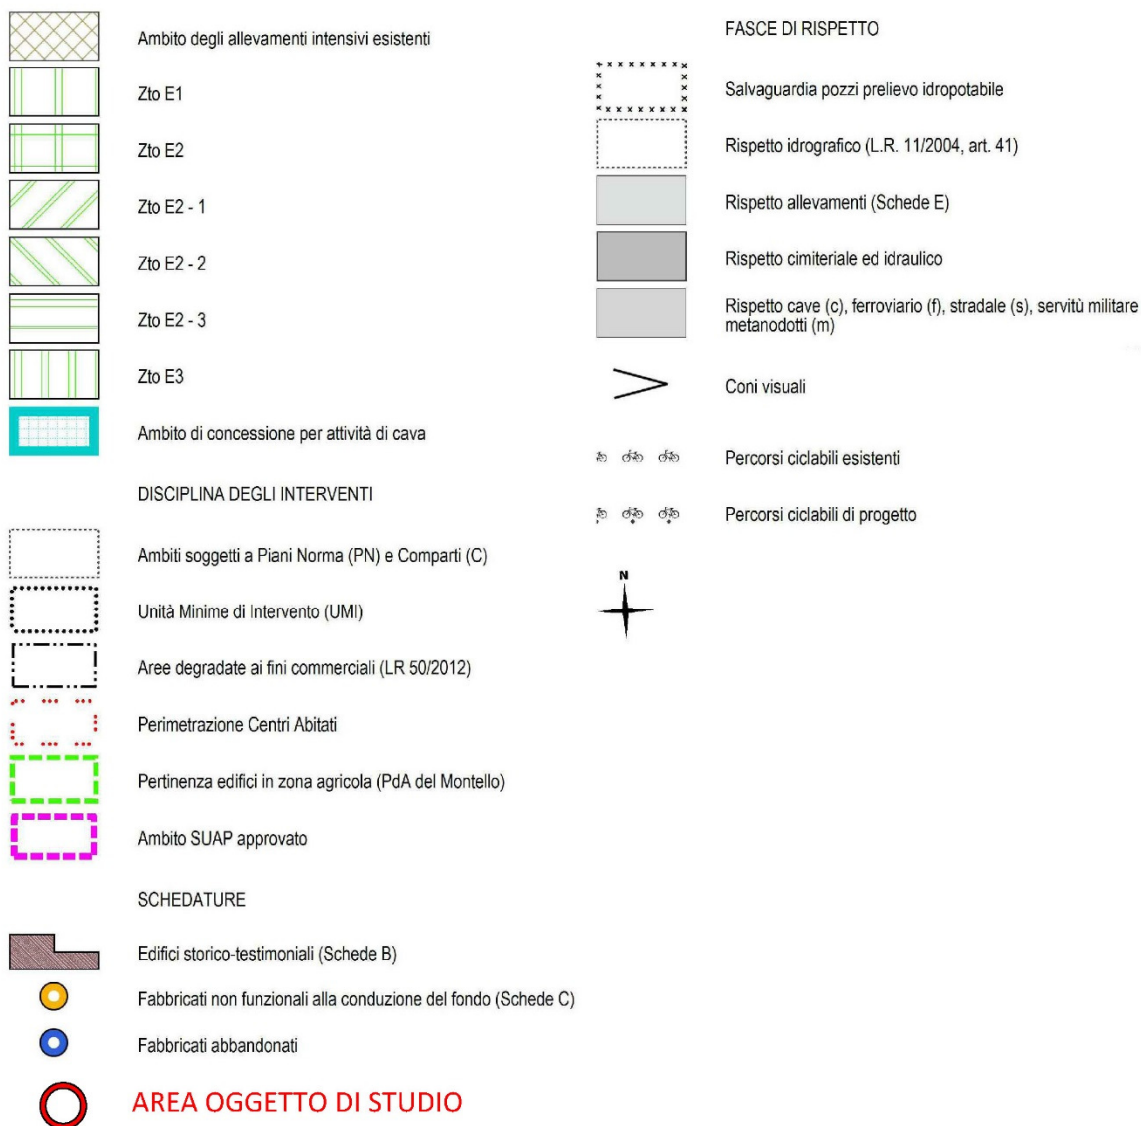 Ambito degli allevamenti intensivi esistenti
Zto E1
Zto E2
Zto E2 - 1
Zto E2 - 2
Zto E2 - 3
Zto E3
Ambito di concessione per attività di cava
DISCIPLINA DEGLI INTERVENTI
Ambiti soggetti a Piani Norma (PN) e Comparti (C)
Unità Minime di Intervento (UMI)
Aree degradate ai fini commerciali (LR 50/2012)
Perimetrazione Centri Abitati
Pertinenza edifici in zona agricola (PdA del Montello)
Ambito SUAP approvato
SCHEDATURE
Edifici storico-testimoniali (Schede B)
Fabbricati non funzionali alla conduzione del fondo (Schede C)
Fabbricati abbandonati
AREA OGGETTO DI STUDIO
FASCE DI RISPETTO
Salvaguardia pozzi prelievo idropotabile
Rispetto idrografico (L.R. 11/2004, art. 41)
Rispetto allevamenti (Schede E)
Rispetto cimiteriale ed idraulico
Rispetto cave (c), ferroviario (f), stradale (s), servitù militare
metanodotti (m)
Coni visuali
Percorsi ciclabili esistenti
Percorsi ciclabili di progetto
N